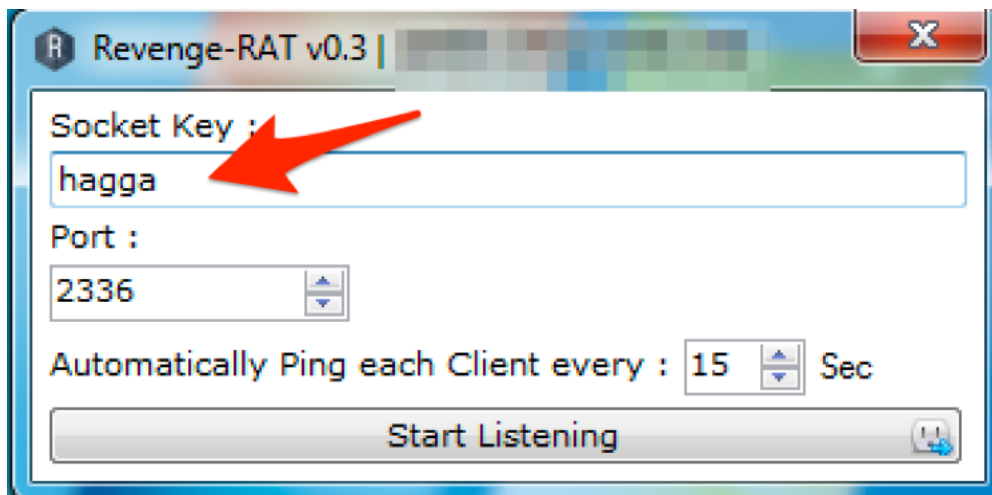 Revenge-RAT v0.3 |
Socket Key :
hagga
Port :
2336
Automatically Ping each Client every : 15 Sec
Start Listening